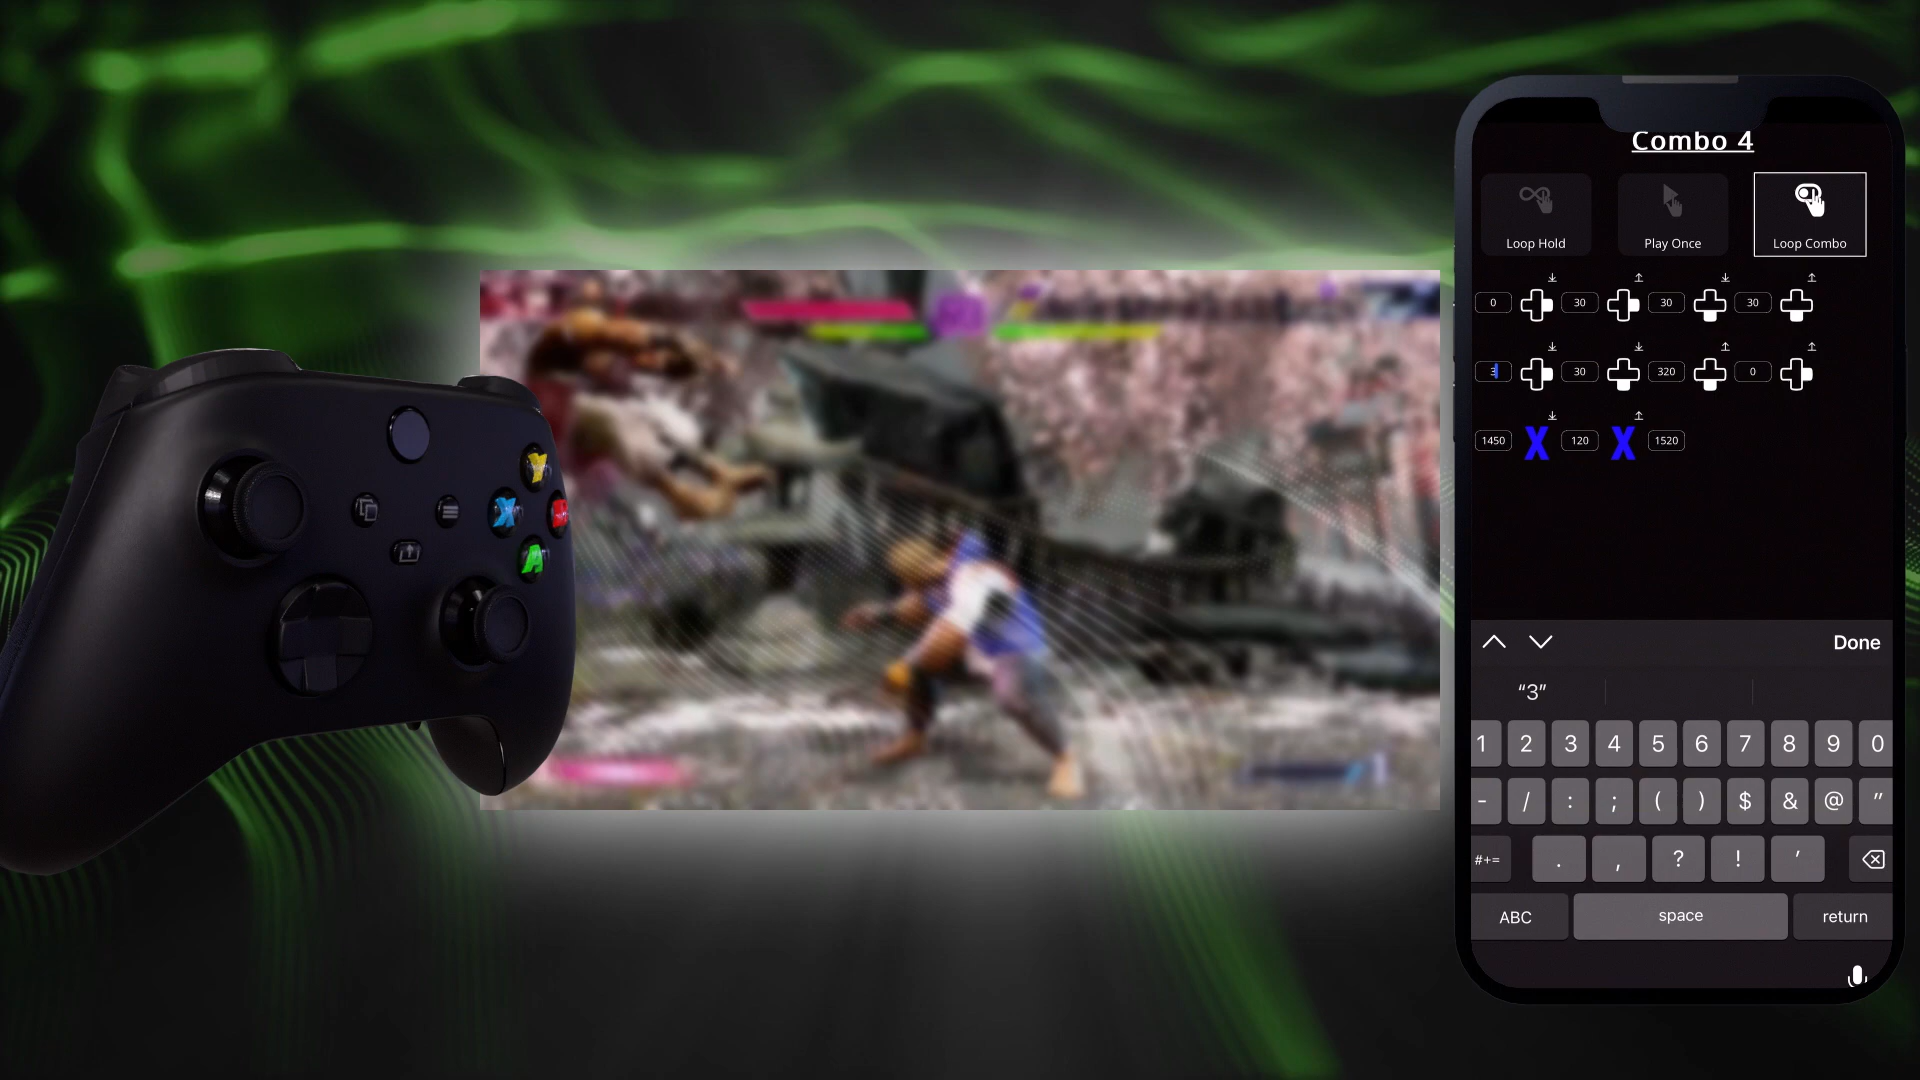 Combo 4
Loop Hold Play Once Loop Combo
0 30 30 30
3 30 320 0
1450 X 120 X 1520
Y
X
A
Done
“3”
1 2 3 4 5 6 7 8 9 0
- / : ; ( ) $ & @ "
#+= . , ? ! '
ABC space return